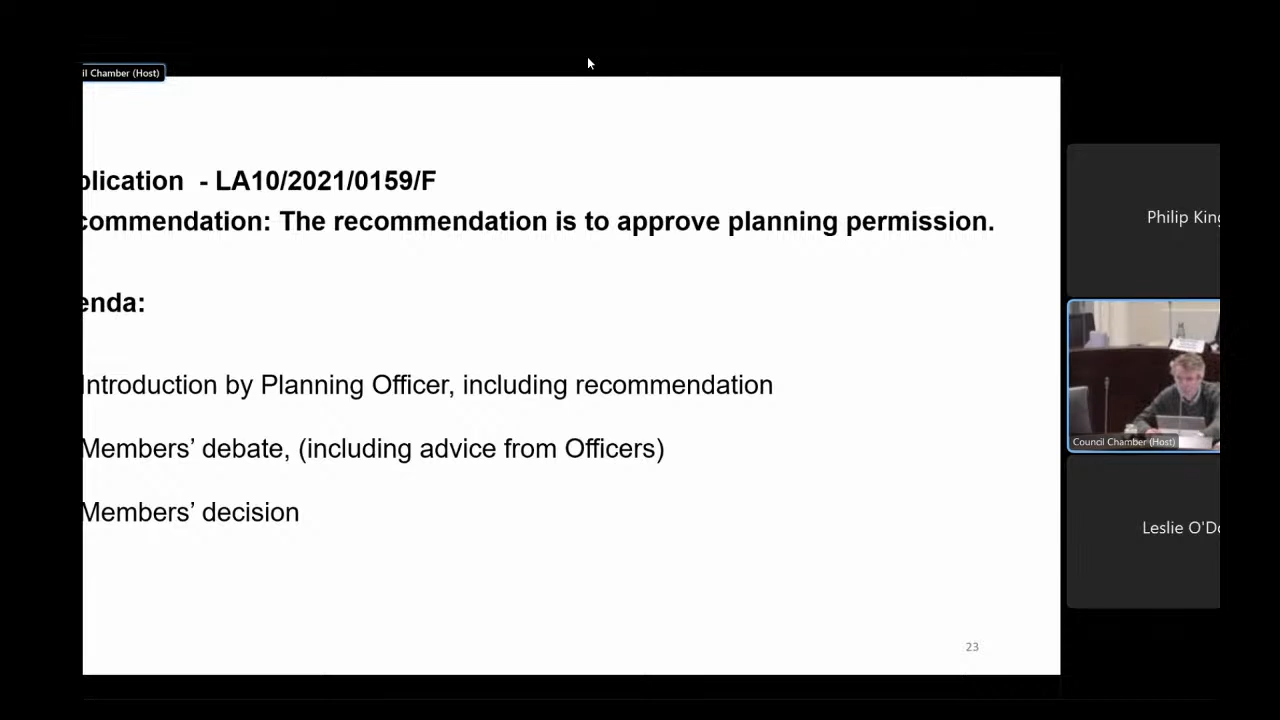 il Chamber (Host)
plication - LA10/2021/0159/F
commendation: The recommendation is to approve planning permission.
enda:
Introduction by Planning Officer, including recommendation
Members’ debate, (including advice from Officers)
Members’ decision
23
Philip King
Council Chamber (Host)
Leslie O'Do